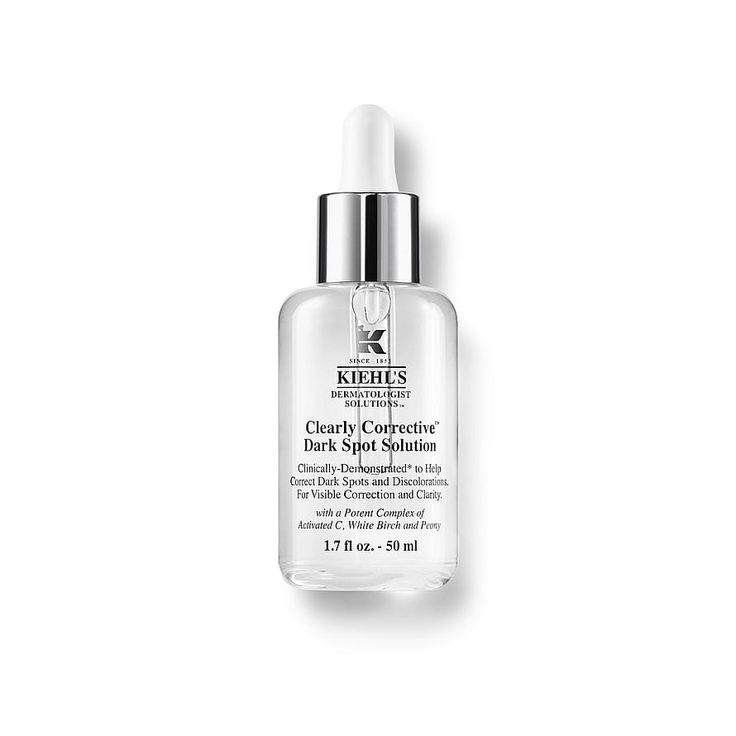 K
SINCE 1851
KIEHL'S
DERMATOLOGIST
SOLUTIONS™
Clearly Corrective™
Dark Spot Solution
Clinically-Demonstrated* to Help
Correct Dark Spots and Discolorations.
For Visible Correction and Clarity.
with a Potent Complex of
Activated C, White Birch and Peony
1.7 fl oz. - 50 ml